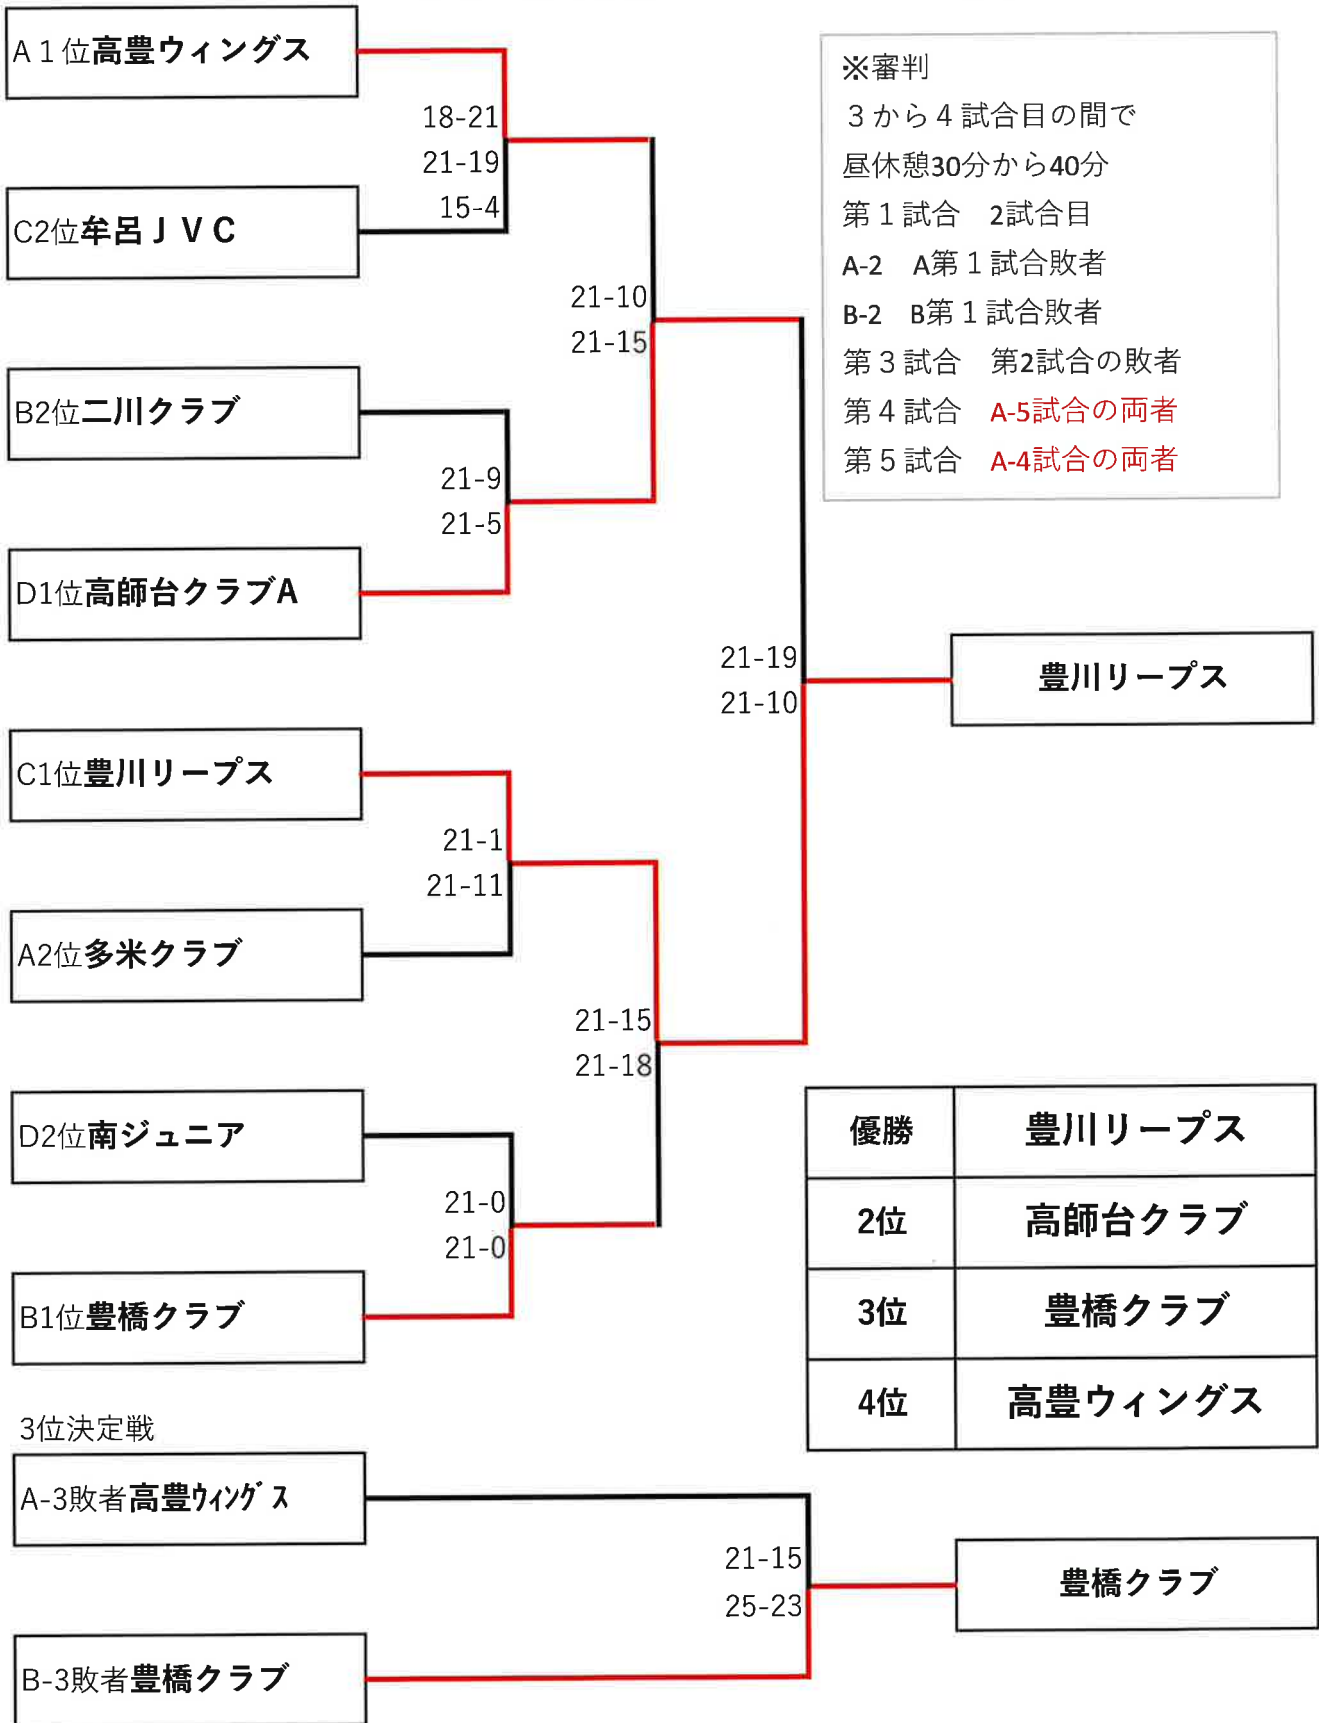 A１位高豊ウィングス
18-21
21-19
15-4
C2位牟呂ＪＶＣ
21-10
21-15
B2位二川クラブ
21-9
21-5
D1位高師台クラブA
※審判
３から４試合目の間で
昼休憩30分から40分
第１試合　2試合目
A-2　A第１試合敗者
B-2　B第１試合敗者
第３試合　第2試合の敗者
第４試合　A-5試合の両者
第５試合　A-4試合の両者
21-19
21-10
豊川リープス
C1位豊川リープス
21-1
21-11
A2位多米クラブ
21-15
21-18
D2位南ジュニア
21-0
21-0
B1位豊橋クラブ
優勝　豊川リープス
2位　高師台クラブ
3位　豊橋クラブ
4位　高豊ウィングス
3位決定戦
A-3敗者高豊ｳｨﾝｸﾞｽ
21-15
25-23
豊橋クラブ
B-3敗者豊橋クラブ